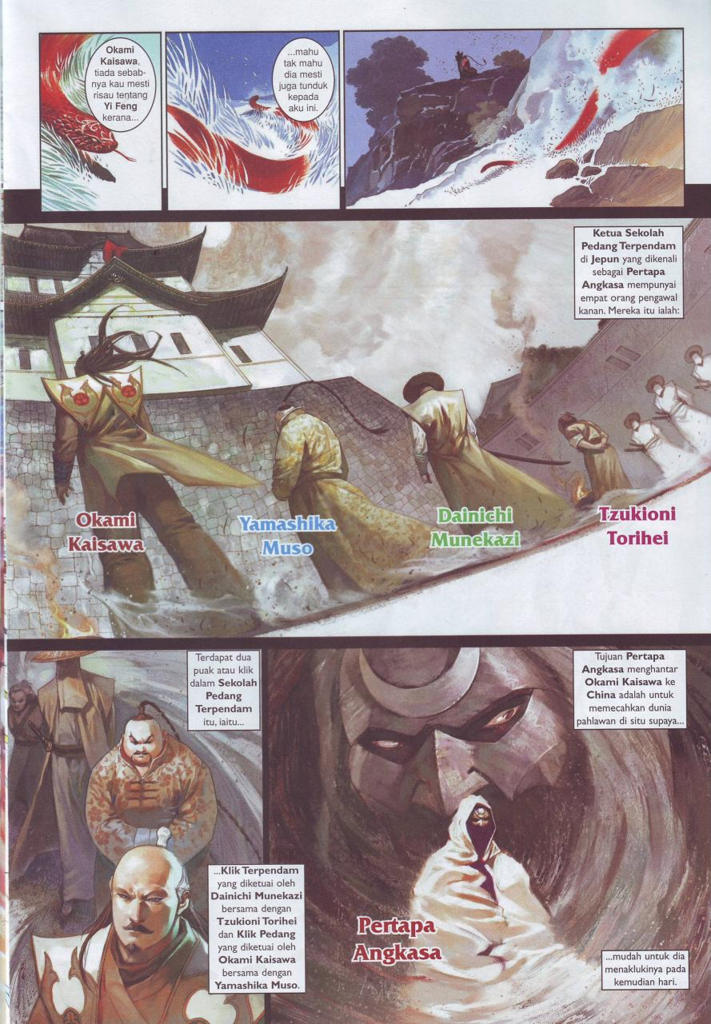 Okami
Kaisawa,
tiada sebab-
nya kau mesti
risau tentang
Yi Feng
kerana...
...mahu
tak mahu
dia mesti
juga tunduk
kepada
aku ini.
Ketua Sekolah
Pedang Terpendam
di Jepun yang dikenali
sebagai Pertapa
Angkasa mempunyai
empat orang pengawal
kanan. Mereka itu ialah:
Okami
Kaisawa
Yamashika
Muso
Dainichi
Munekazi
Tzukioni
Torihei
Terdapat dua
puak atau klik
dalam Sekolah
Pedang
Terpendam
itu, iaitu...
...Klik Terpendam
yang diketuai oleh
Dainichi Munekazi
bersama dengan
Tzukioni Torihei
dan Klik Pedang
yang diketuai oleh
Okami Kaisawa
bersama dengan
Yamashika Muso.
Tujuan Pertapa
Angkasa menghantar
Okami Kaisawa ke
China adalah untuk
memecahkan dunia
pahlawan di situ supaya...
Pertapa
Angkasa
...mudah untuk dia
menaklukinya pada
kemudian hari.